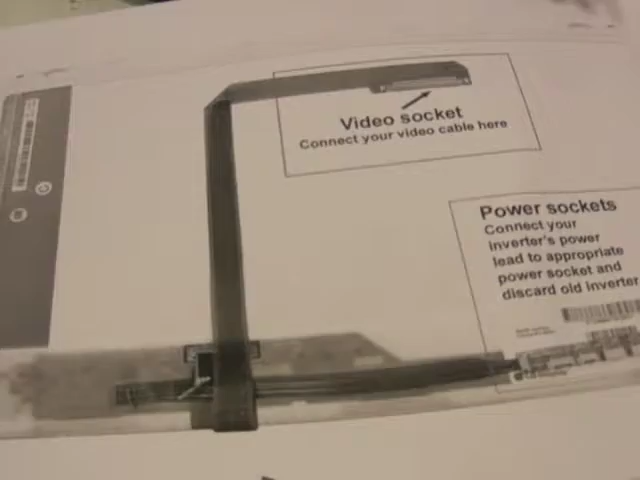 Video socket
Connect your video cable here
Power sockets
Connect your
inverter's power
lead to appropriate
power socket and
discard old inverter